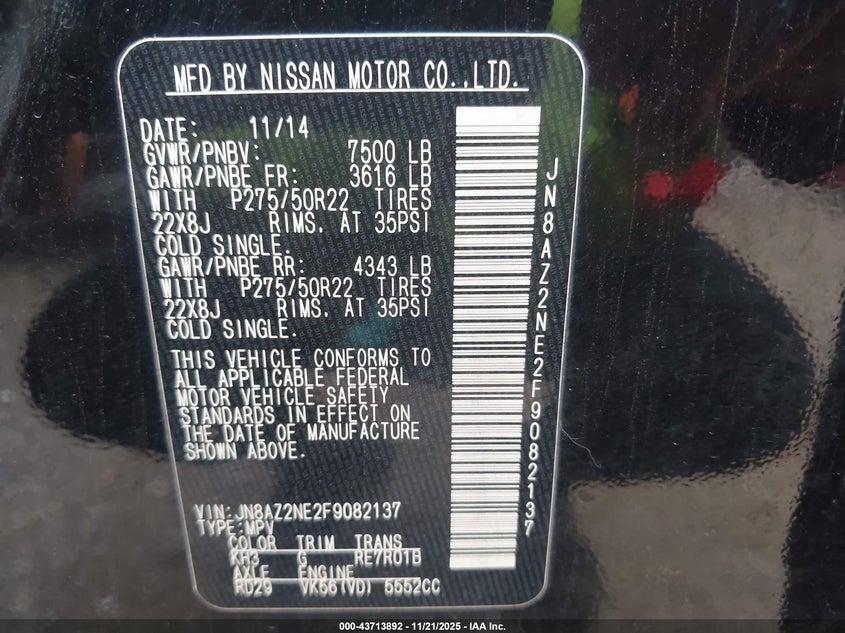 MFD BY NISSAN MOTOR CO.,LTD.
DATE: 11/14
GVWR/PNBV: 7500 LB
GAWR/PNBE FR: 3616 LB
WITH P275/50R22 TIRES
22X8J RIMS. AT 35PSI
COLD SINGLE.
GAWR/PNBE RR: 4343 LB
WITH P275/50R22 TIRES
22X8J RIMS. AT 35PSI
COLD SINGLE.
THIS VEHICLE CONFORMS TO
ALL APPLICABLE FEDERAL
MOTOR VEHICLE SAFETY
STANDARDS IN EFFECT ON
THE DATE OF MANUFACTURE
SHOWN ABOVE.
VIN:JN8AZ2NE2F9082137
TYPE:MPV
COLOR TRIM TRANS
KH3 G RE7R01B
AXLE ENGINE
RD29 VK56(VD) 5552CC
JN8AZ2NE2F9082137
000-43713892 - 11/21/2025 - IAA Inc.